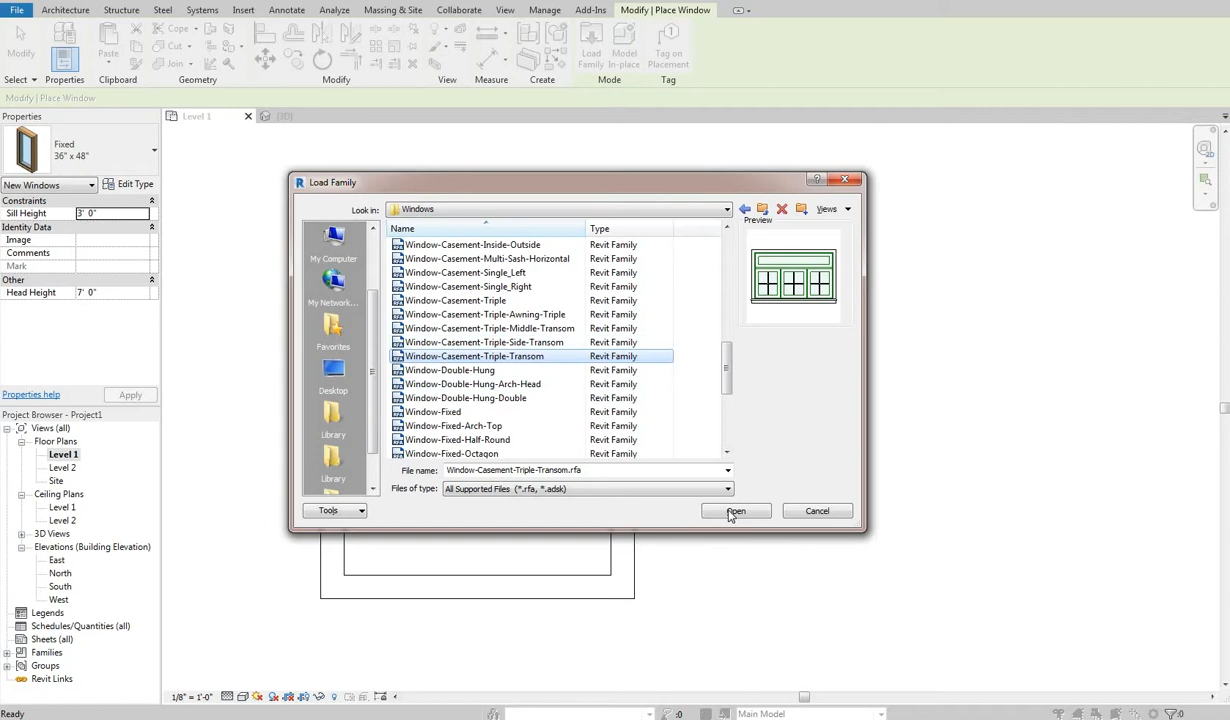 File Architecture Structure Steel Systems Insert Annotate Analyze Massing & Site Collaborate View Manage Add-Ins Modify | Place Window
Modify Paste Cope Cut Join Load Family Model In-place Tag on Placement
Select Properties Clipboard Geometry Modify View Measure Create Mode Tag
Modify | Place Window
Properties
Level 1
{3D}
Fixed
36" x 48"
New Windows Edit Type
Constraints
Sill Height 3' 0"
Identity Data
Image
Comments
Mark
Other
Head Height 7' 0"
Properties help Apply
Project Browser - Project1
Views (all)
Floor Plans
Level 1
Level 2
Site
Ceiling Plans
Level 1
Level 2
3D Views
Elevations (Building Elevation)
East
North
South
West
Legends
Schedules/Quantities (all)
Sheets (all)
Families
Groups
Revit Links
R Load Family ?
Look in: Windows Views
Preview
My Computer
My Network...
Favorites
Desktop
Library
Library
Name Type
Window-Casement-Inside-Outside Revit Family
Window-Casement-Multi-Sash-Horizontal Revit Family
Window-Casement-Single_Left Revit Family
Window-Casement-Single_Right Revit Family
Window-Casement-Triple Revit Family
Window-Casement-Triple-Awning-Triple Revit Family
Window-Casement-Triple-Middle-Transom Revit Family
Window-Casement-Triple-Side-Transom Revit Family
Window-Casement-Triple-Transom Revit Family
Window-Double-Hung Revit Family
Window-Double-Hung-Arch-Head Revit Family
Window-Double-Hung-Double Revit Family
Window-Fixed Revit Family
Window-Fixed-Arch-Top Revit Family
Window-Fixed-Half-Round Revit Family
Window-Fixed-Octagon Revit Family
File name: Window-Casement-Triple-Transom.rfa
Files of type: All Supported Files (*.rfa, *.adsk)
Tools Open Cancel
1/8" = 1'-0"
Ready :0 Main Model :0